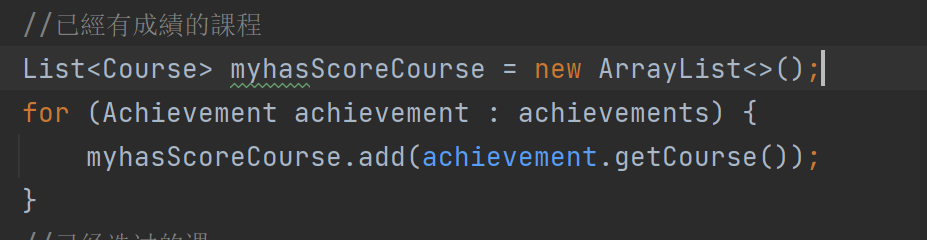 //已經有成績的課程
List<Course> myhasScoreCourse = new ArrayList<>();
for (Achievement achievement : achievements) {
myhasScoreCourse.add(achievement.getCourse());
}